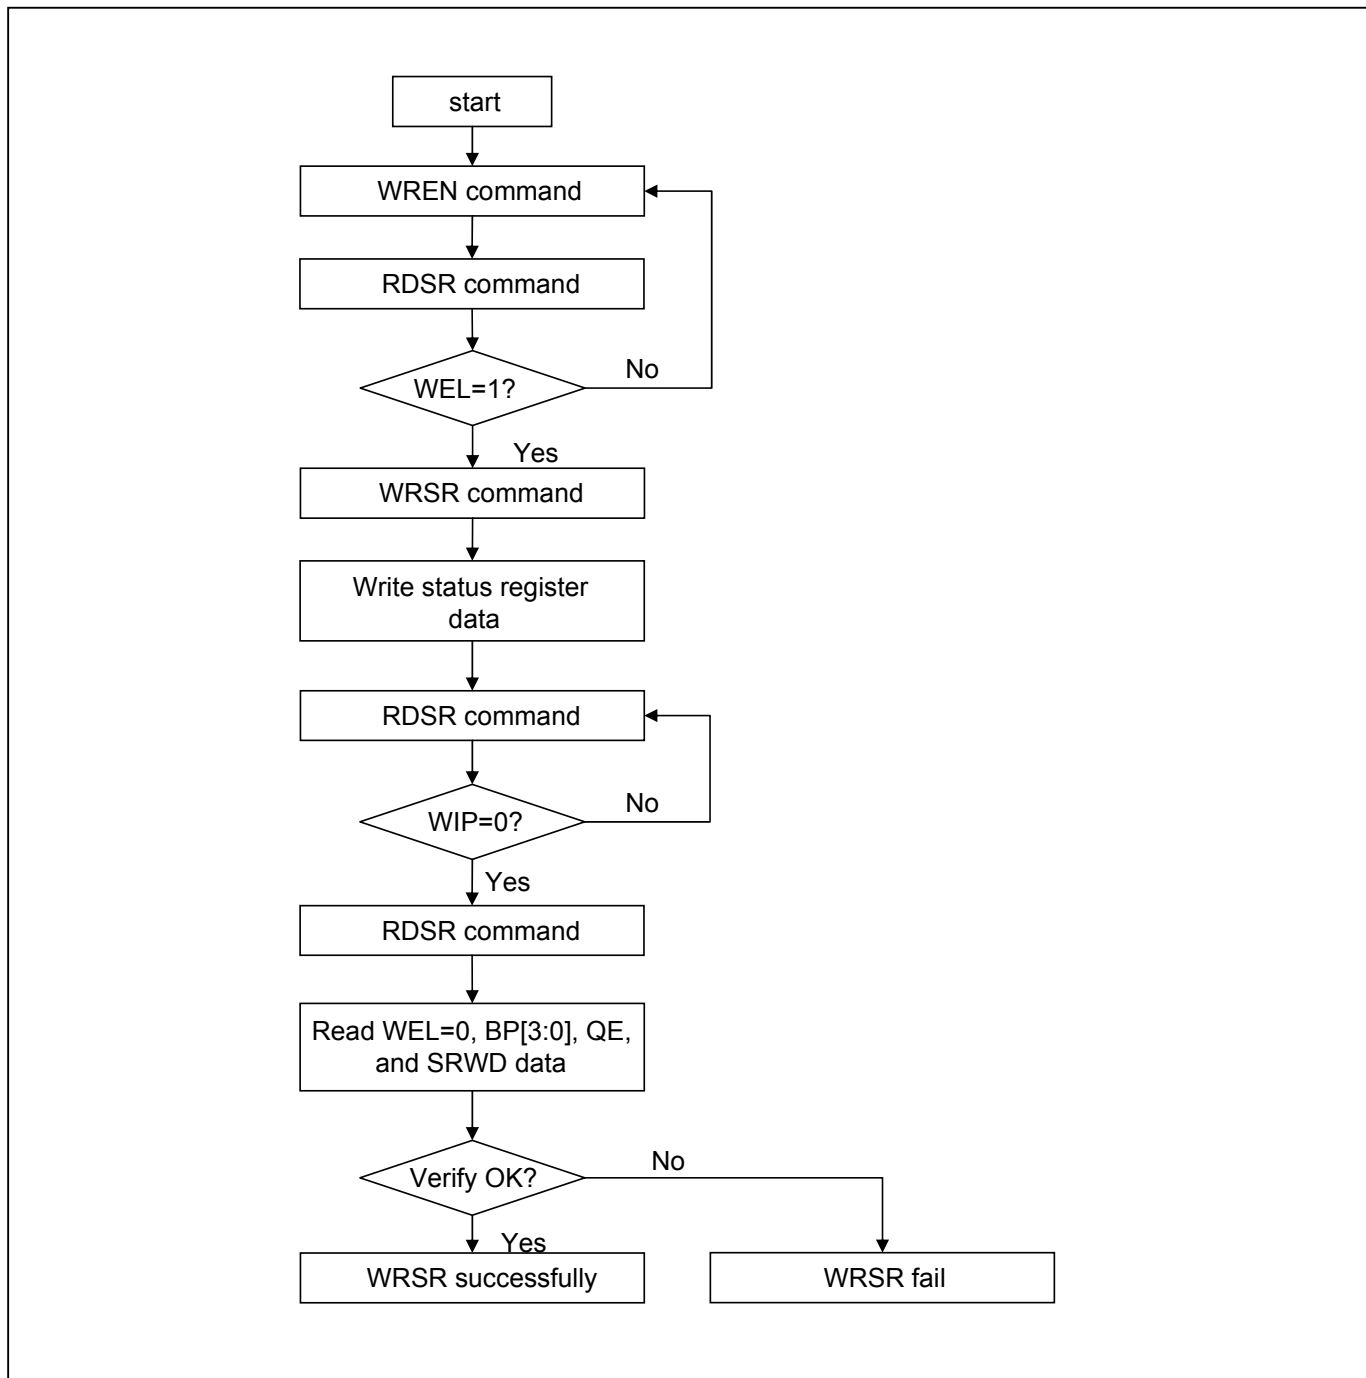 start
WREN command
RDSR command
No
WEL=1?
Yes
WRSR command
Write status register
data
RDSR command
No
WIP=0?
Yes
RDSR command
Read WEL=0, BP[3:0], QE,
and SRWD data
No
Verify OK?
Yes
WRSR successfully
WRSR fail